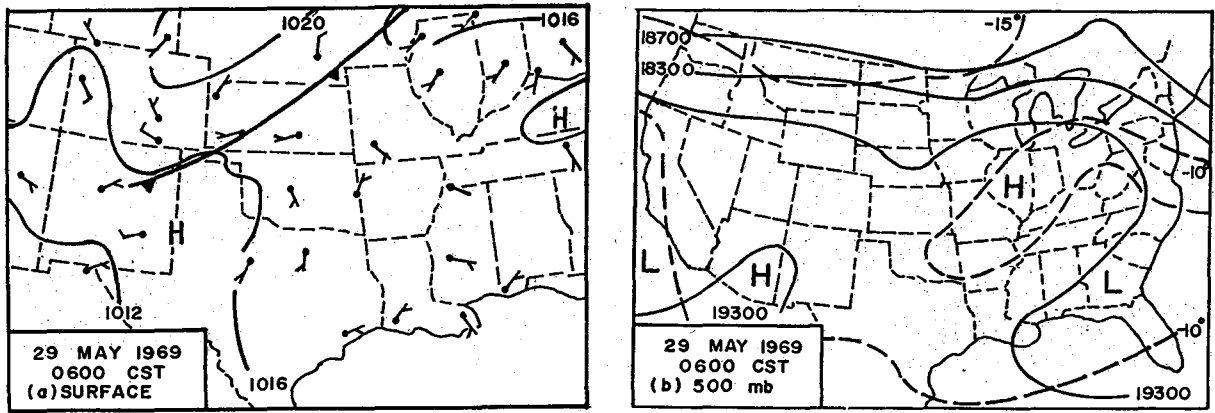 1020
1016
H
H
1012
1016
29 MAY 1969
0600 CST
(a) SURFACE
-15°
18700
18300
-10°
H
L
H
L
19300
-10°
19300
29 MAY 1969
0600 CST
(b) 500 mb